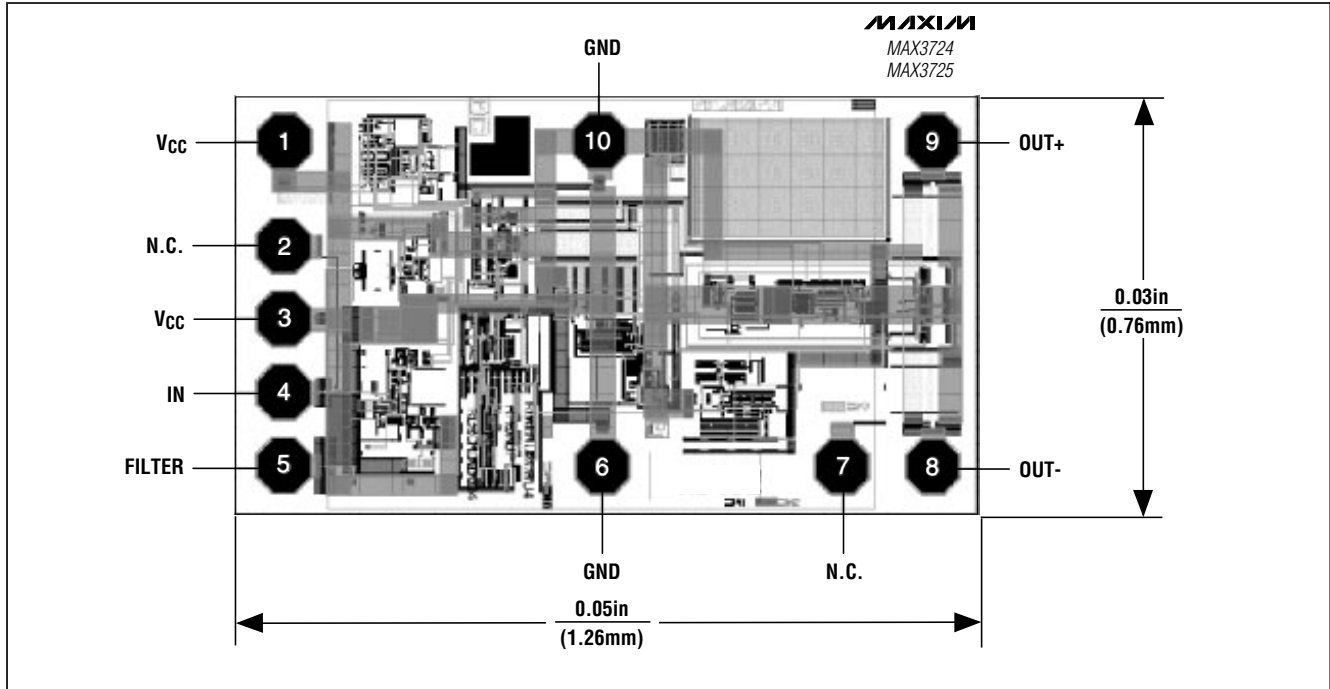 MAXIM
MAX3724
MAX3725
GND
VCC
1
10
9
OUT+
N.C.
2
VCC
3
0.03in
(0.76mm)
IN
4
FILTER
5
6
7
8
OUT-
GND
N.C.
0.05in
(1.26mm)